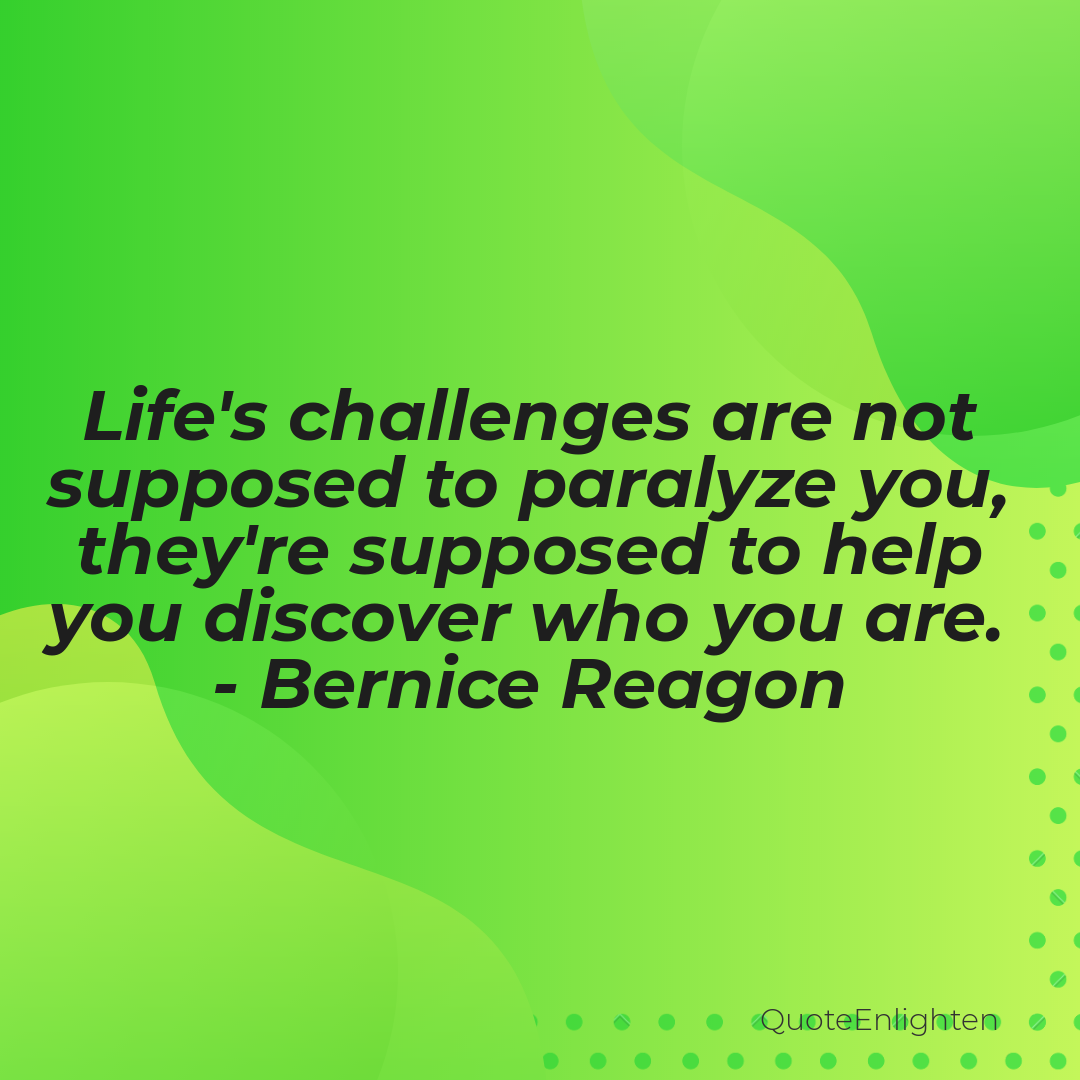 Life's challenges are not
supposed to paralyze you,
they're supposed to help
you discover who you are.
- Bernice Reagon
QuoteEnlighten